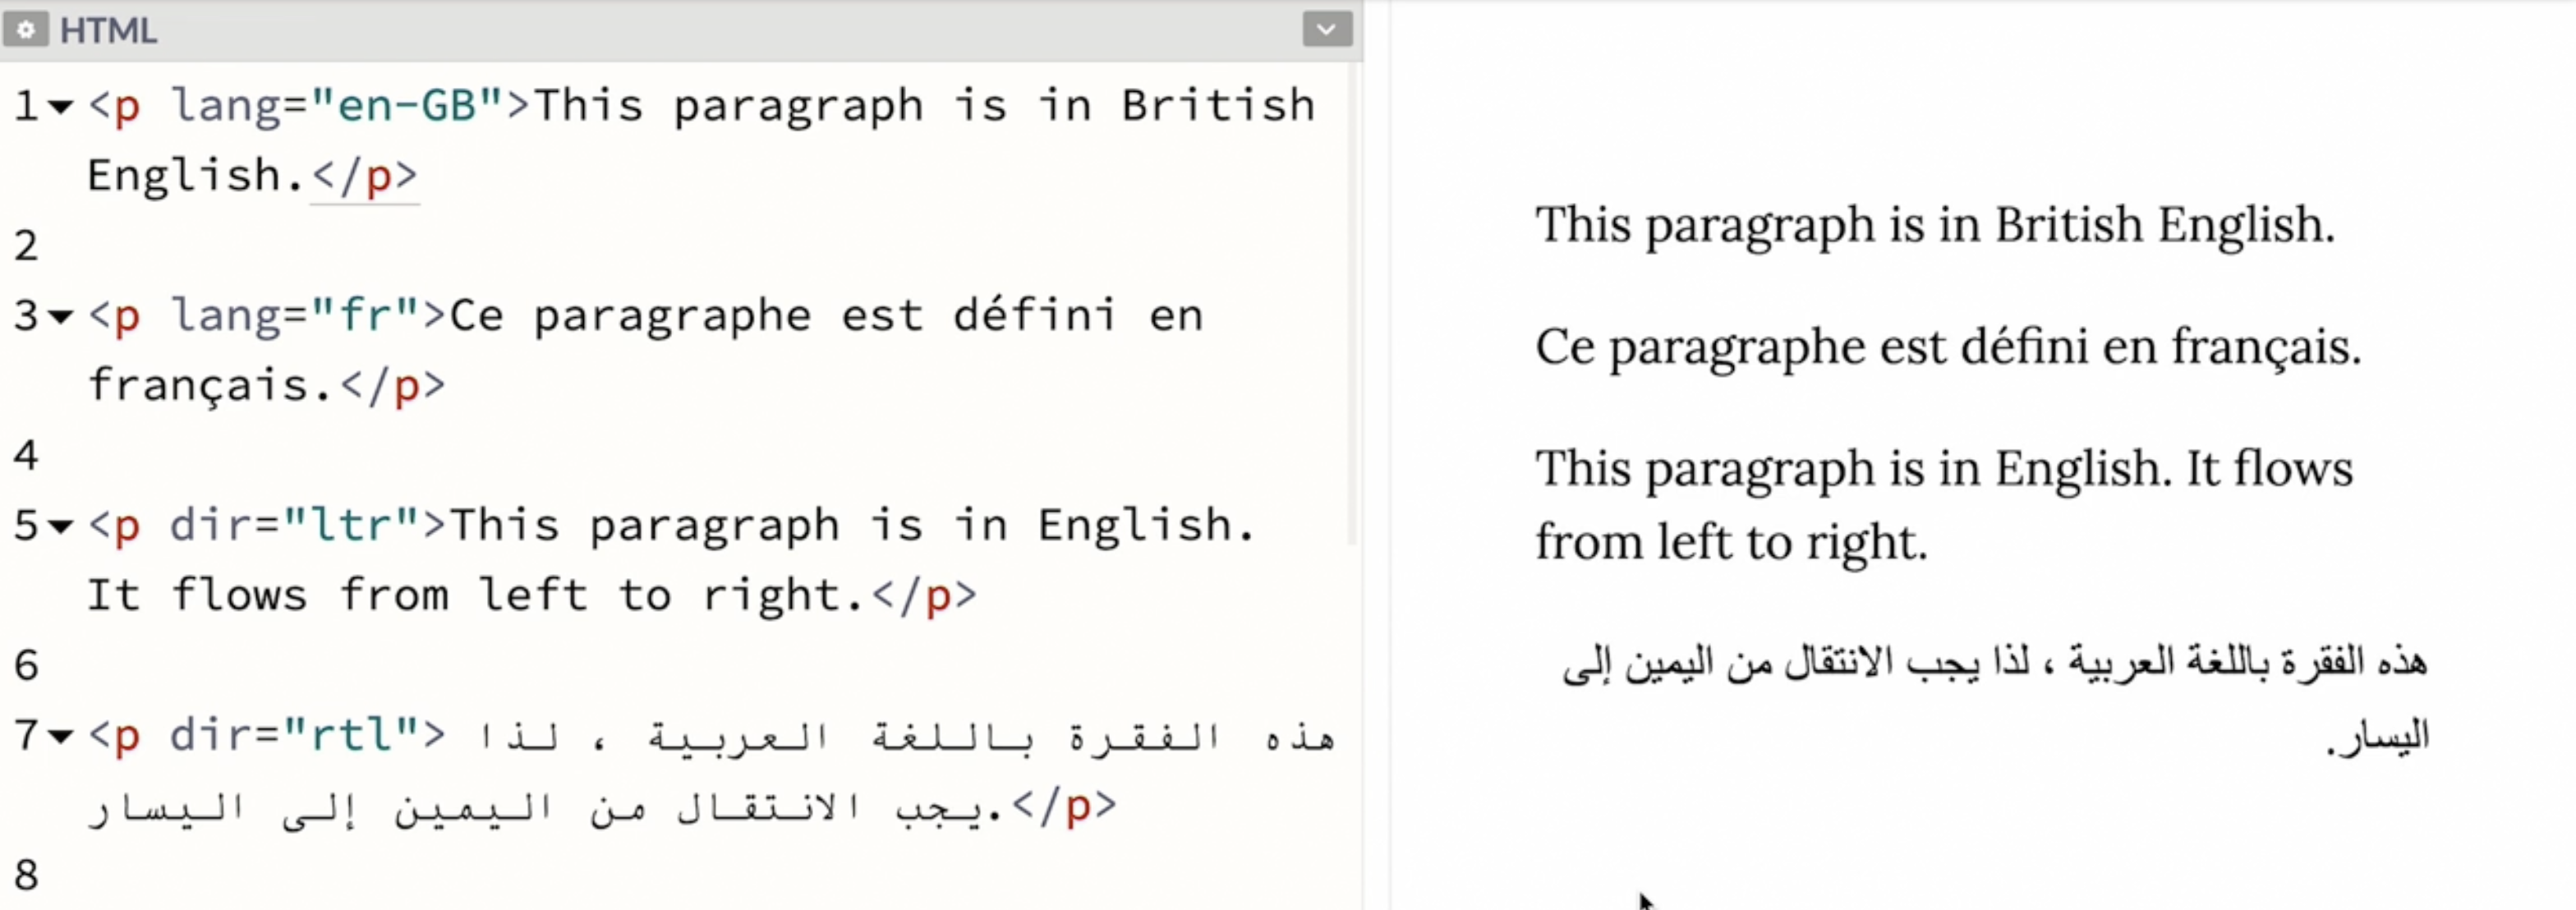 HTML
1 <p lang="en-GB">This paragraph is in British
English.</p>
2
3 <p lang="fr">Ce paragraphe est défini en
français.</p>
4
5 <p dir="ltr">This paragraph is in English.
It flows from left to right.</p>
6
7 <p dir="rtl"> هذه الفقرة باللغة العربية ، لذا
يجب الانتقال من اليمين إلى اليسار.</p>
8
This paragraph is in British English.
Ce paragraphe est défini en français.
This paragraph is in English. It flows
from left to right.
هذه الفقرة باللغة العربية ، لذا يجب الانتقال من اليمين إلى
اليسار.